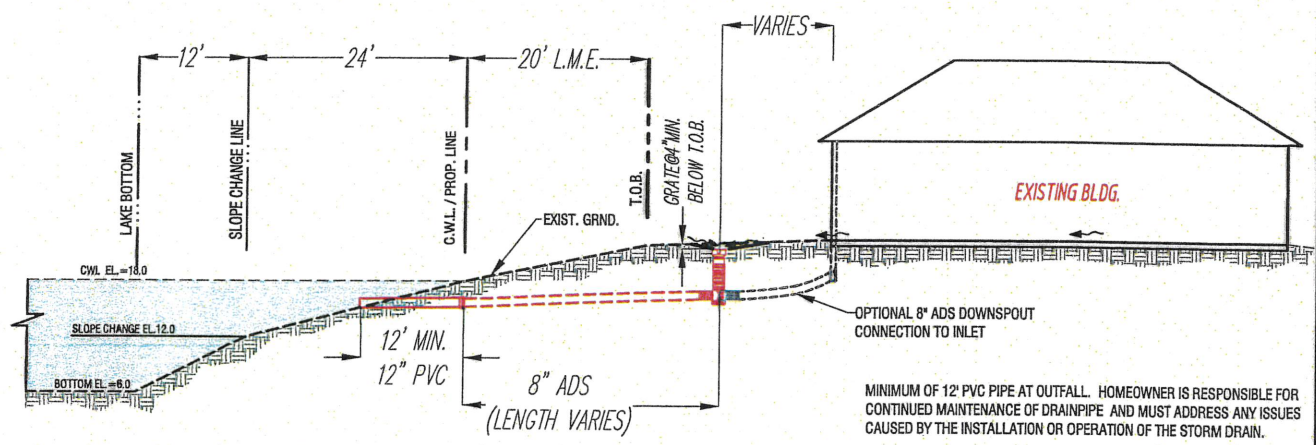 VARIES
12'
24'
20' L.M.E.
LAKE BOTTOM
SLOPE CHANGE LINE
C.W.L. / PROP. LINE
T.O.B.
GRATE@4"MIN.
BELOW T.O.B.
EXISTING BLDG.
EXIST. GRND.
CWL EL.=18.0
SLOPE CHANGE EL.12.0
BOTTOM EL.=6.0
12' MIN.
12" PVC
8" ADS
(LENGTH VARIES)
OPTIONAL 8" ADS DOWNSPOUT
CONNECTION TO INLET
MINIMUM OF 12' PVC PIPE AT OUTFALL. HOMEOWNER IS RESPONSIBLE FOR
CONTINUED MAINTENANCE OF DRAINPIPE AND MUST ADDRESS ANY ISSUES
CAUSED BY THE INSTALLATION OR OPERATION OF THE STORM DRAIN.